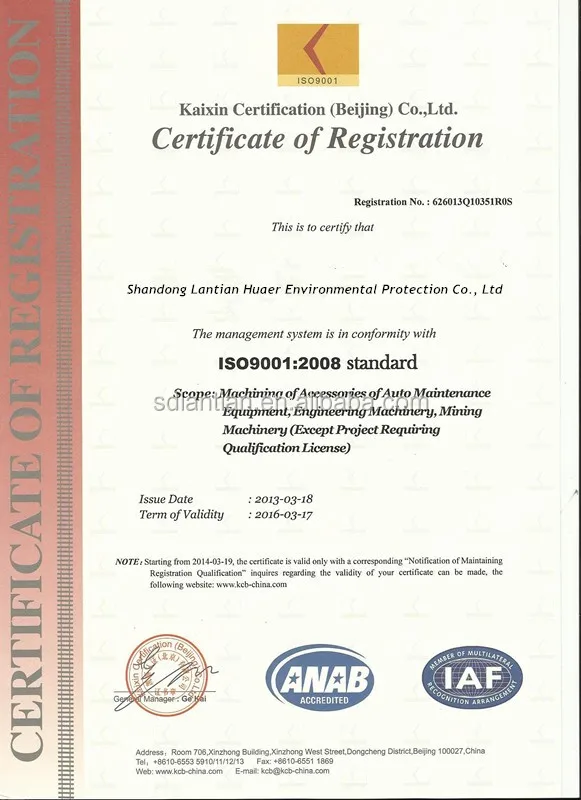 CERTIFICATE OF REGISTRATION
ISO9001
Kaixin Certification (Beijing) Co.,Ltd.
Certificate of Registration
Registration No. : 626013Q10351R0S
This is to certify that
Shandong Lantian Huaer Environmental Protection Co., Ltd
The management system is in conformity with
ISO9001:2008 standard
Scope: Machining of Accessories of Auto Maintenance
Equipment, Engineering Machinery, Mining
Machinery (Except Project Requiring
Qualification License)
sdlantian.en.alibaba.com
Issue Date : 2013-03-18
Term of Validity : 2016-03-17
NOTE: Starting from 2014-03-19, the certificate is valid only with a corresponding "Notification of Maintaining
Registration Qualification" inquires regarding the validity of your certificate can be made, the
following website: www.kcb-china.com
Certification (Beijing)
General Manager : Ge Kai
ANAB
ACCREDITED
MEMBER OF MULTILATERAL
IAF
RECOGNITION ARRANGEMENT
Address: Room 706,Xinzhong Building,Xinzhong West Street,Dongcheng District,Beijing 100027,China
Tel: +8610-6553 5910/11/12/13 Fax: +8610-6551 1869
Web: www.kcb-china.com E-mail: kcb@kcb-china.com